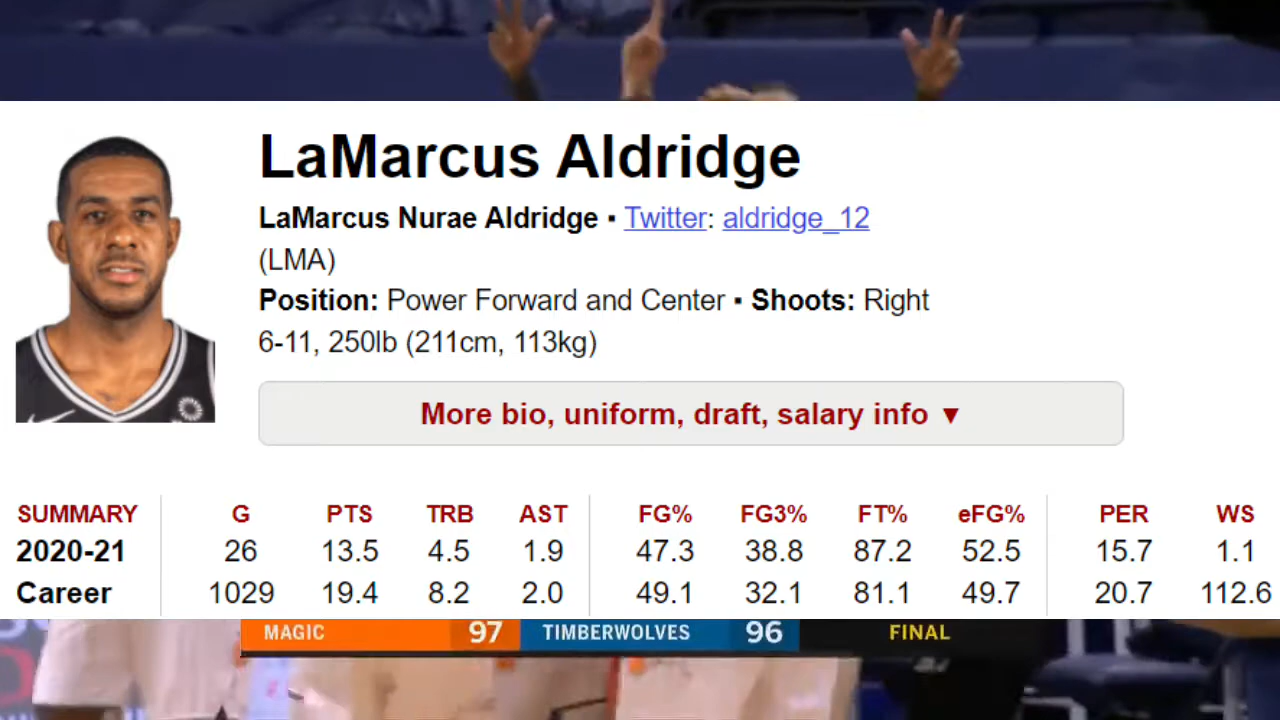 LaMarcus Aldridge
LaMarcus Nurae Aldridge ▪ Twitter: aldridge_12
(LMA)
Position: Power Forward and Center ▪ Shoots: Right
6-11, 250lb (211cm, 113kg)
More bio, uniform, draft, salary info ▼
SUMMARY G PTS TRB AST FG% FG3% FT% eFG% PER WS
2020-21 26 13.5 4.5 1.9 47.3 38.8 87.2 52.5 15.7 1.1
Career 1029 19.4 8.2 2.0 49.1 32.1 81.1 49.7 20.7 112.6
MAGIC 97 TIMBERWOLVES 96 FINAL